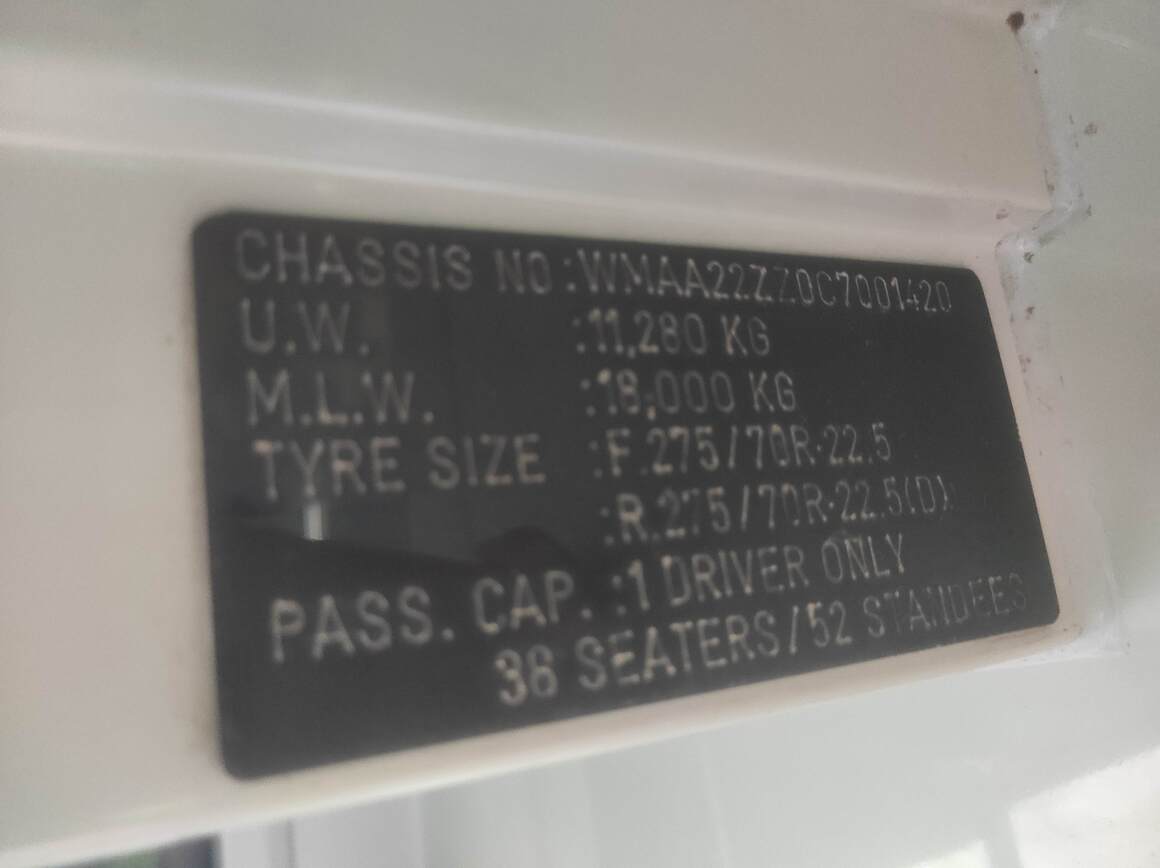 CHASSIS NO :WMAA22ZZ0C7001420
U.W. :11,280 KG
M.L.W. :18,000 KG
TYRE SIZE :F.275/70R·22.5
:R.275/70R·22.5(D)
PASS. CAP. :1 DRIVER ONLY
38 SEATERS/52 STANDEES